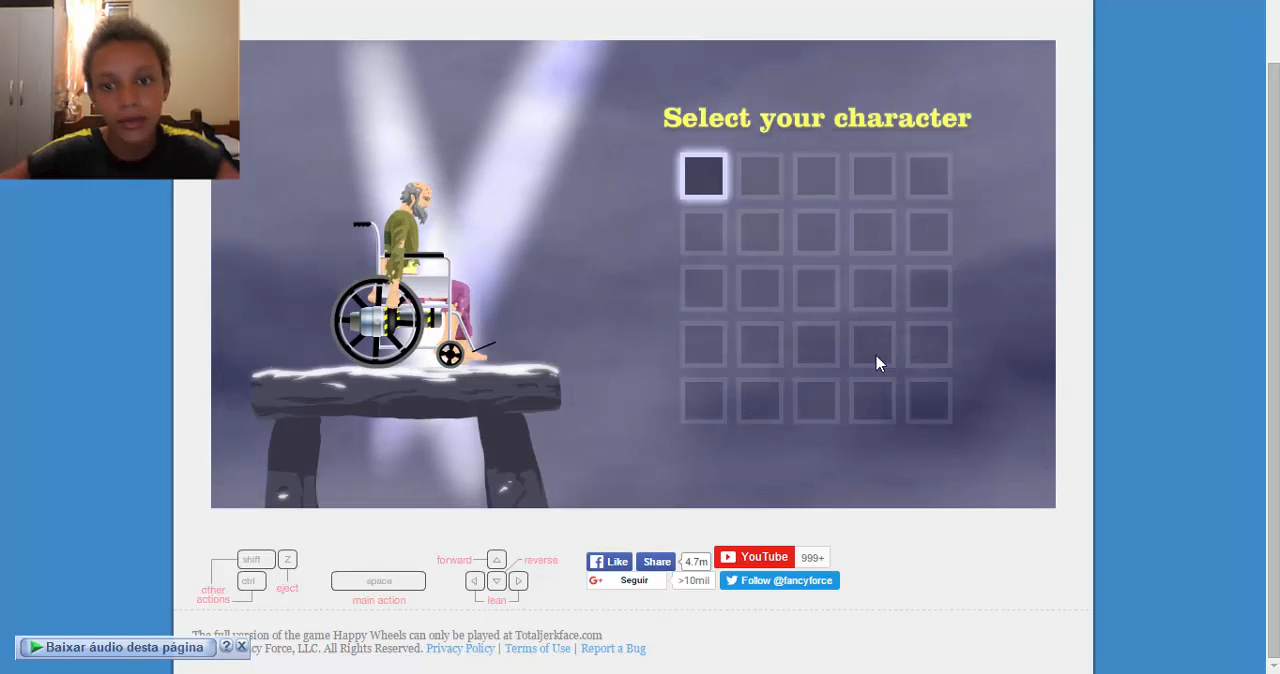 Select your character
shift
Z
forward
reverse
Like
Share
4.7m
YouTube
999+
ctrl
space
other
actions
eject
main action
lean
Seguir
>10mil
Follow @fancyforce
The full version of the game Happy Wheels can only be played at Totaljerkface.com
Baixar áudio desta página
?
cy Force, LLC. All Rights Reserved. Privacy Policy | Terms of Use | Report a Bug